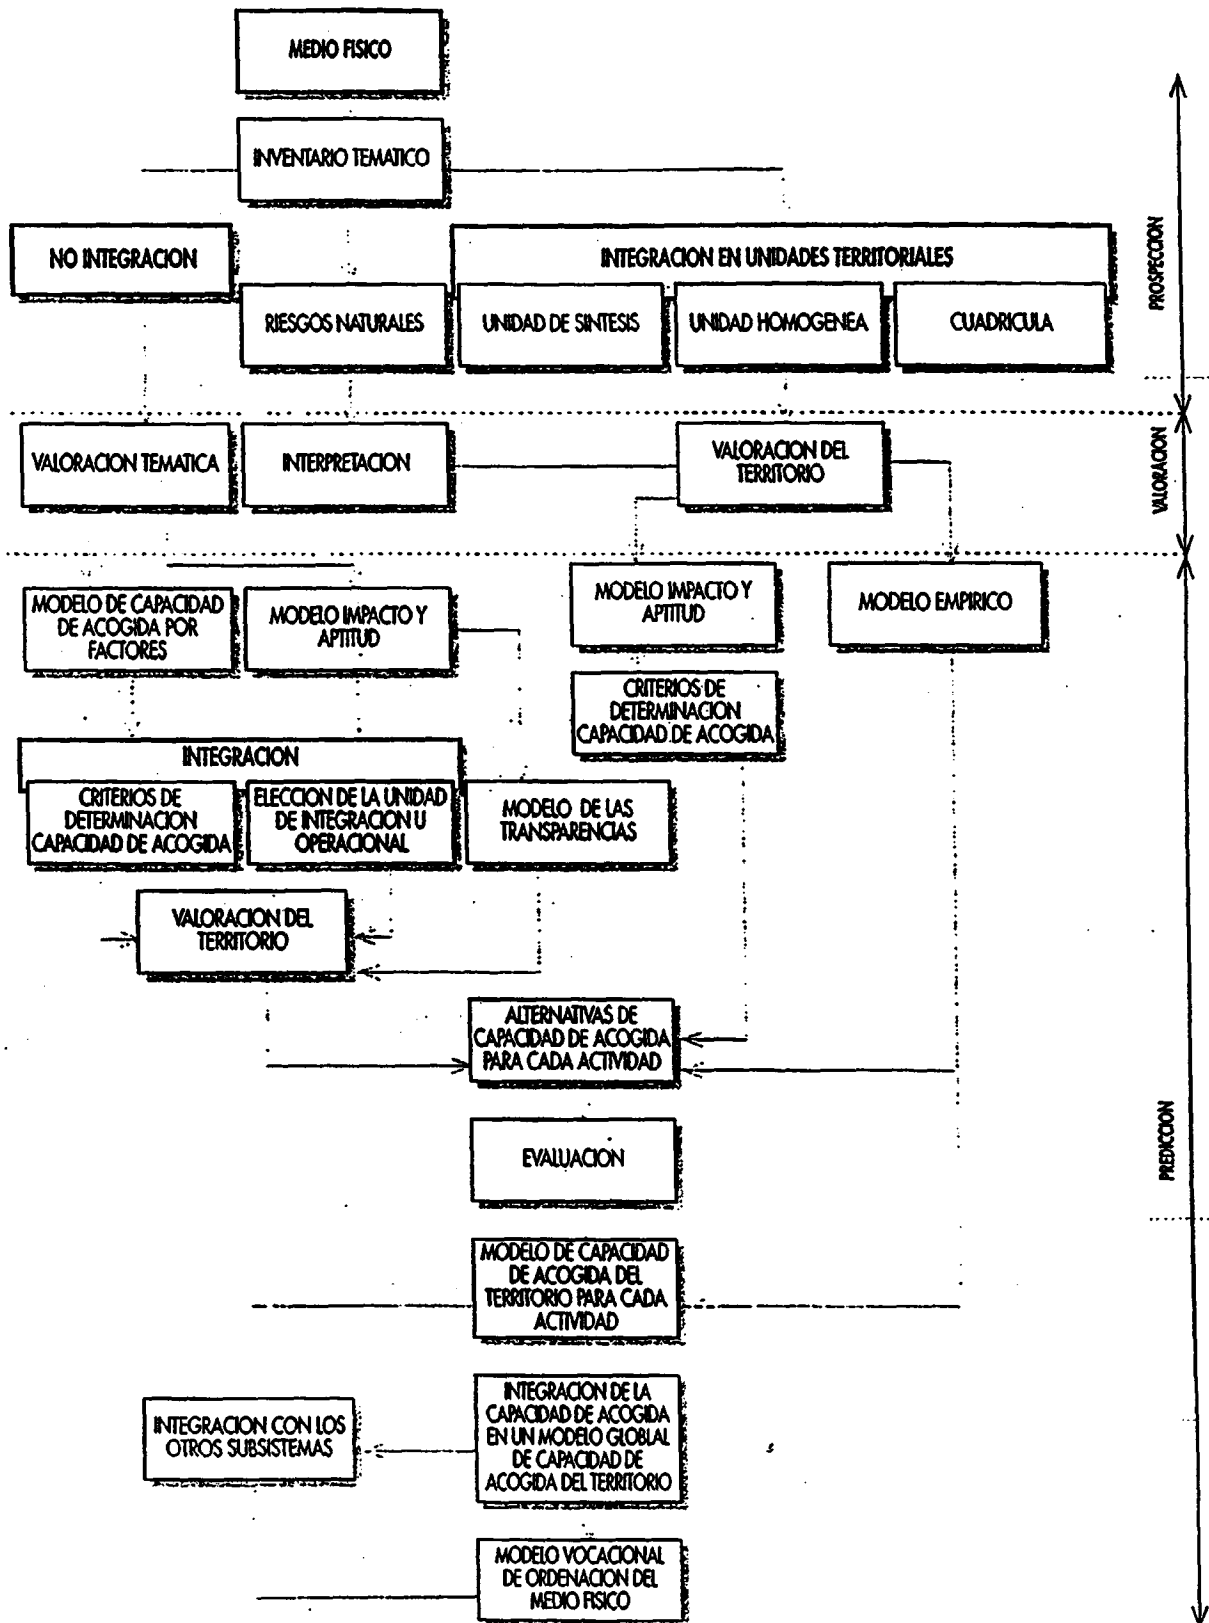 MEDIO FISICO
INVENTARIO TEMATICO
NO INTEGRACION
INTEGRACION EN UNIDADES TERRITORIALES
RIESGOS NATURALES
UNIDAD DE SINTESIS
UNIDAD HOMOGENEA
CUADRICULA
PROSPECCION
VALORACION TEMATICA
INTERPRETACION
VALORACION DEL
TERRITORIO
VALORACION
MODELO DE CAPACIDAD
DE ACOGIDA POR
FACTORES
MODELO IMPACTO Y
APTITUD
MODELO IMPACTO Y
APTITUD
MODELO EMPIRICO
CRITERIOS DE
DETERMINACION
CAPACIDAD DE ACOGIDA
INTEGRACION
CRITERIOS DE
DETERMINACION
CAPACIDAD DE ACOGIDA
ELECCION DE LA UNIDAD
DE INTEGRACION U
OPERACIONAL
MODELO DE LAS
TRANSPARENCIAS
VALORACION DEL
TERRITORIO
ALTERNATIVAS DE
CAPACIDAD DE ACOGIDA
PARA CADA ACTIVIDAD
EVALUACION
PREDICCION
MODELO DE CAPACIDAD
DE ACOGIDA DEL
TERRITORIO PARA CADA
ACTIVIDAD
INTEGRACION CON LOS
OTROS SUBSISTEMAS
INTEGRACION DE LA
CAPACIDAD DE ACOGIDA
EN UN MODELO GLOBLAL
DE CAPACIDAD DE
ACOGIDA DEL TERRITORIO
MODELO VOCACIONAL
DE ORDENACION DEL
MEDIO FISICO